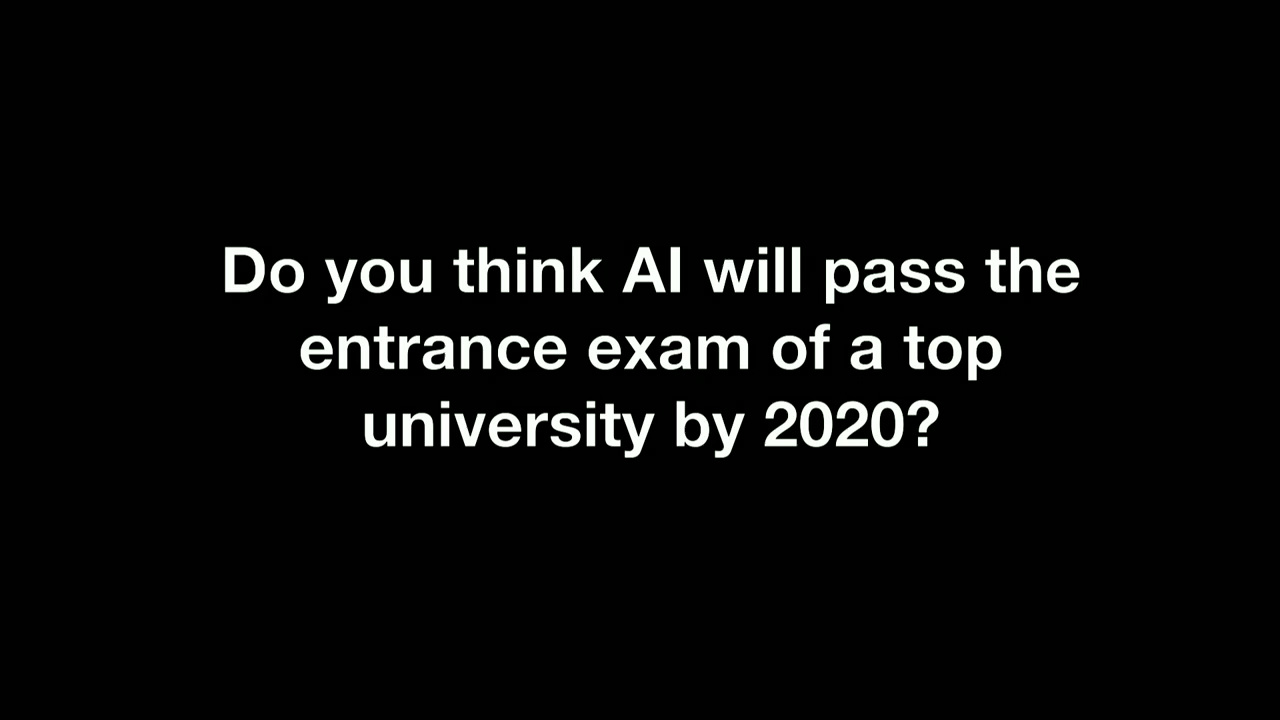 Do you think AI will pass the
entrance exam of a top
university by 2020?